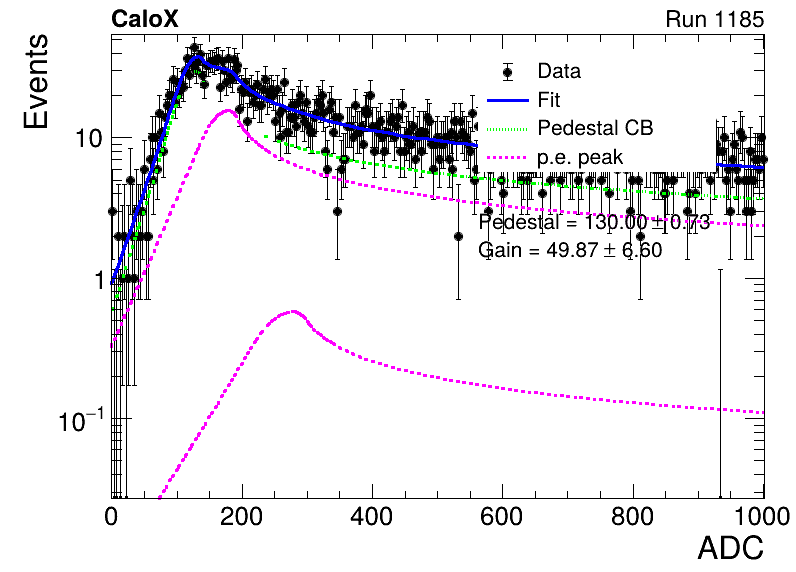 CaloX
Run 1185
Events
Data
Fit
Pedestal CB
p.e. peak
Pedestal = 130.00 ± 0.73
Gain = 49.87 ± 6.60
10
1
10⁻¹
0 200 400 600 800 1000
ADC